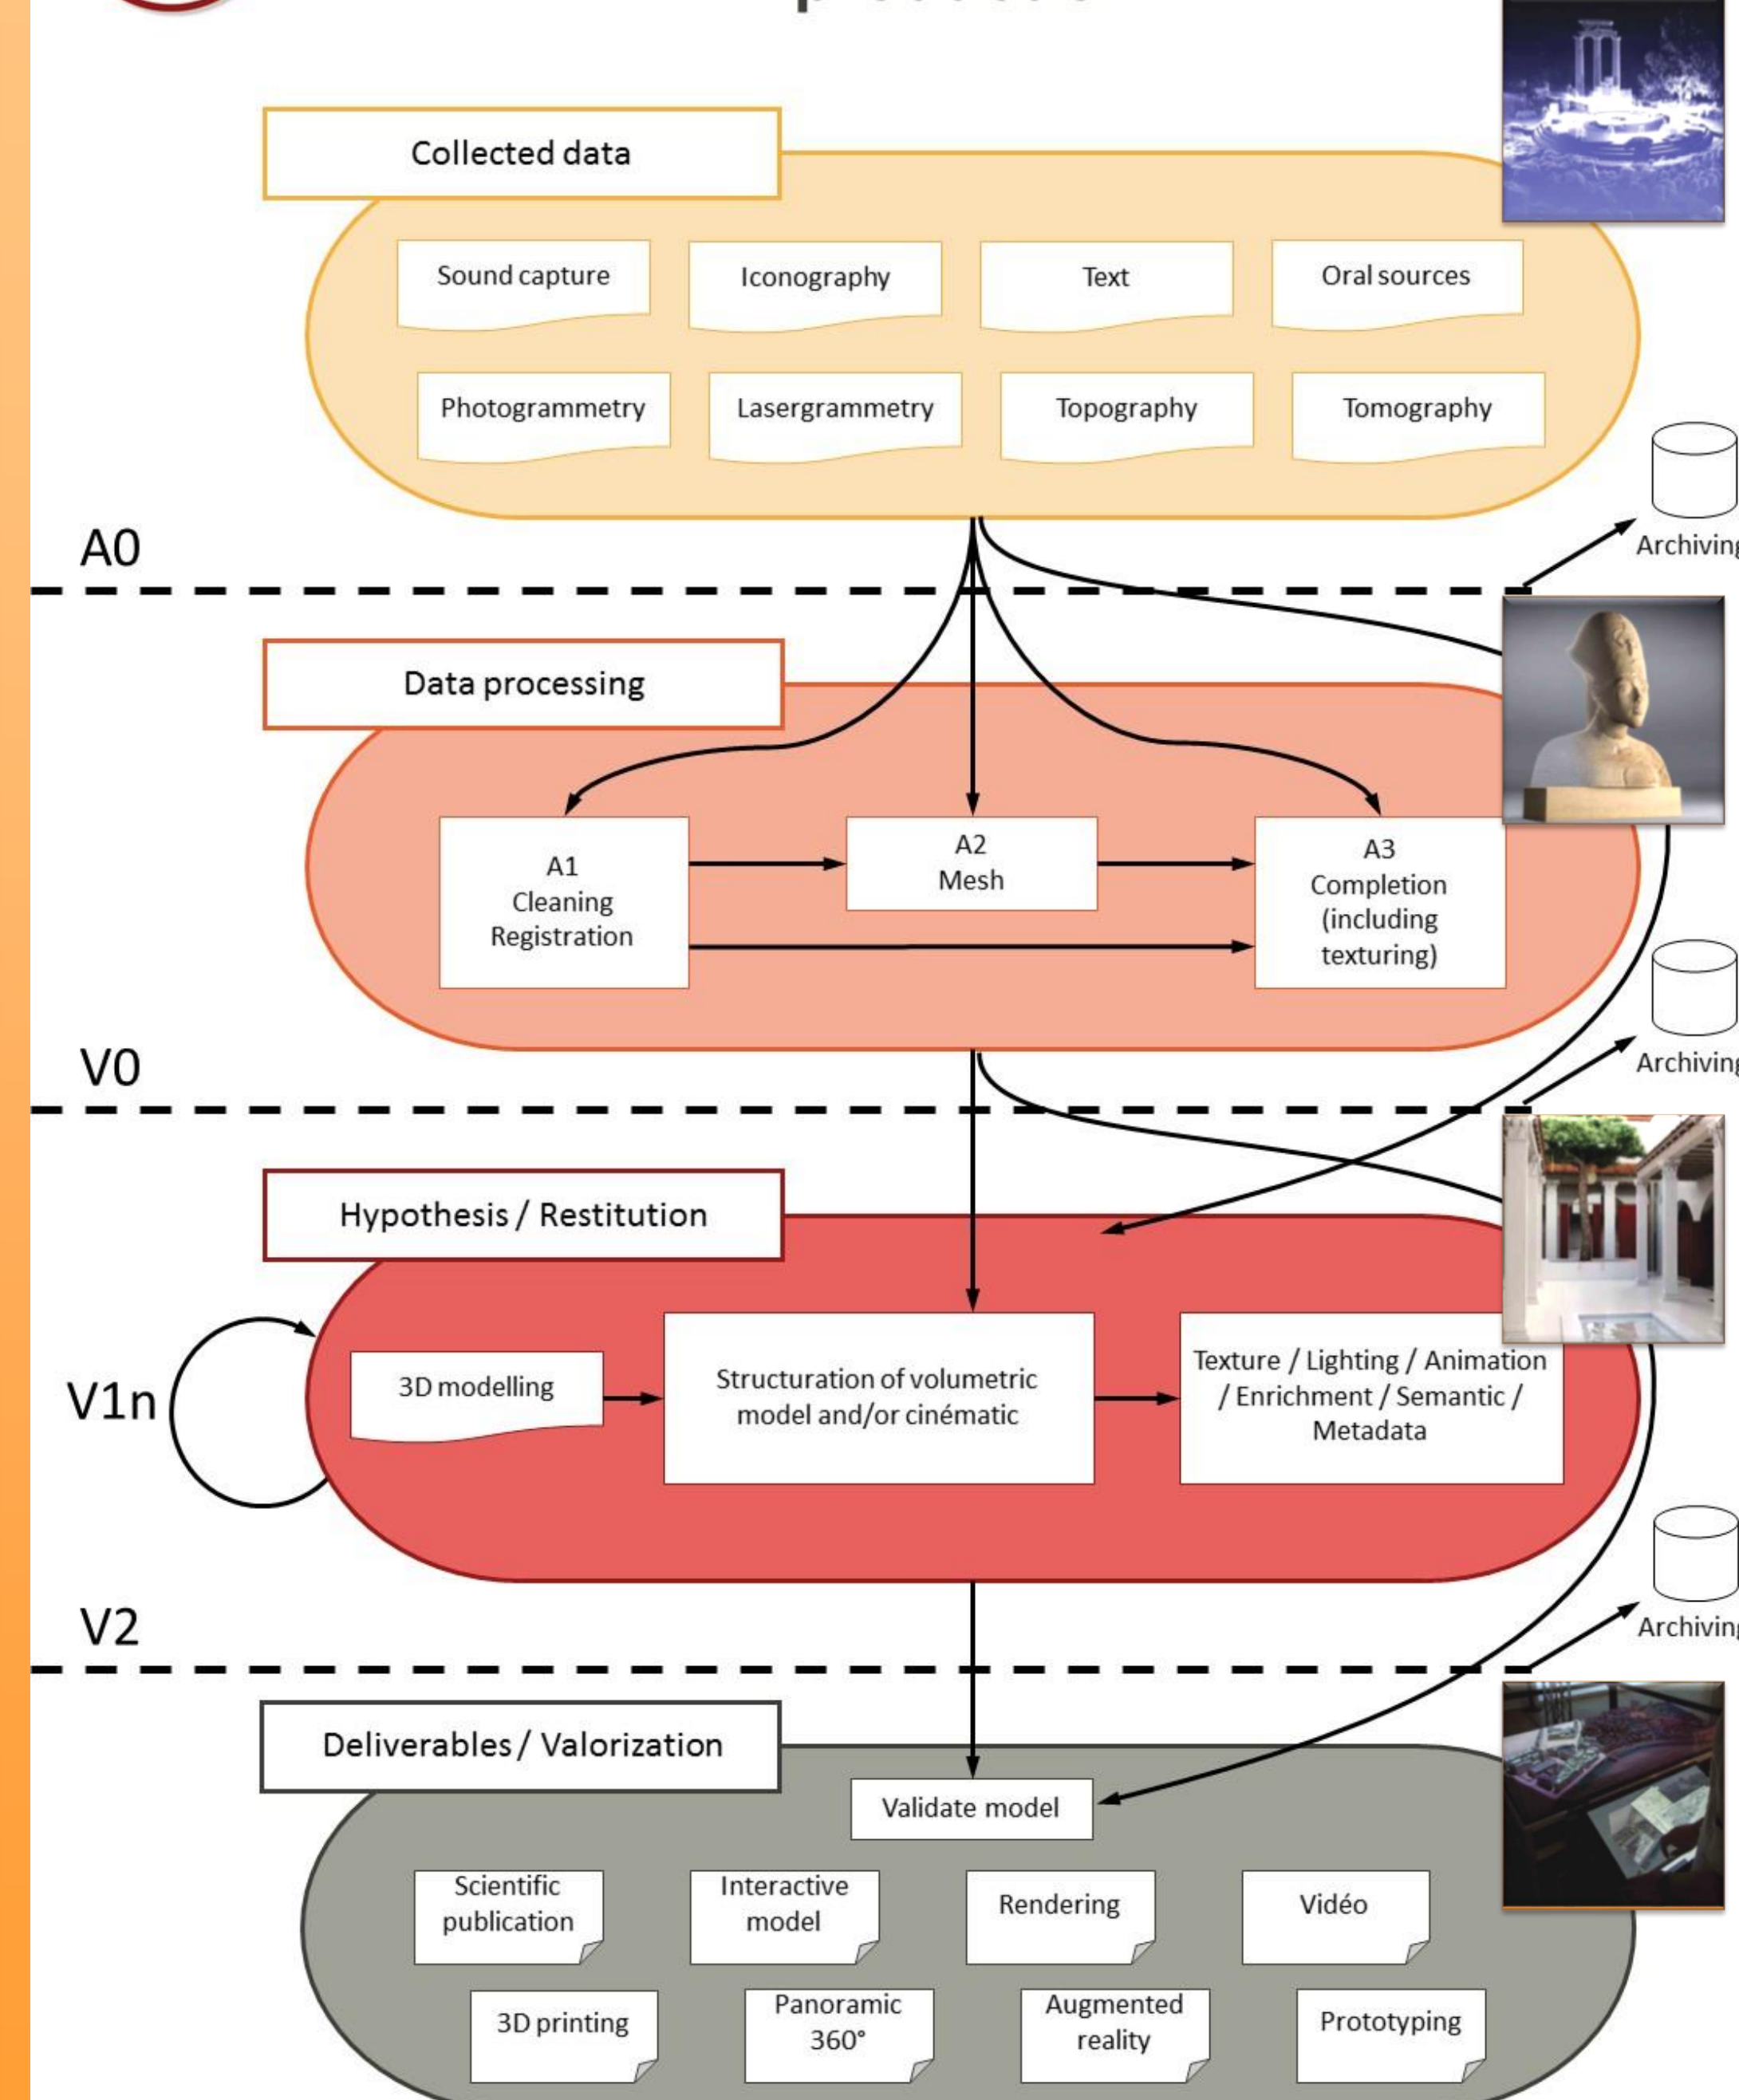 Collected data
Sound capture
Iconography
Text
Oral sources
Photogrammetry
Lasergrammetry
Topography
Tomography
A0
Archiving
Data processing
A1
Cleaning
Registration
A2
Mesh
A3
Completion
(including
texturing)
V0
Archiving
Hypothesis / Restitution
V1n
3D modelling
Structuration of volumetric
model and/or cinématic
Texture / Lighting / Animation
/ Enrichment / Semantic /
Metadata
V2
Archiving
Deliverables / Valorization
Validate model
Scientific
publication
Interactive
model
Rendering
Vidéo
3D printing
Panoramic
360°
Augmented
reality
Prototyping